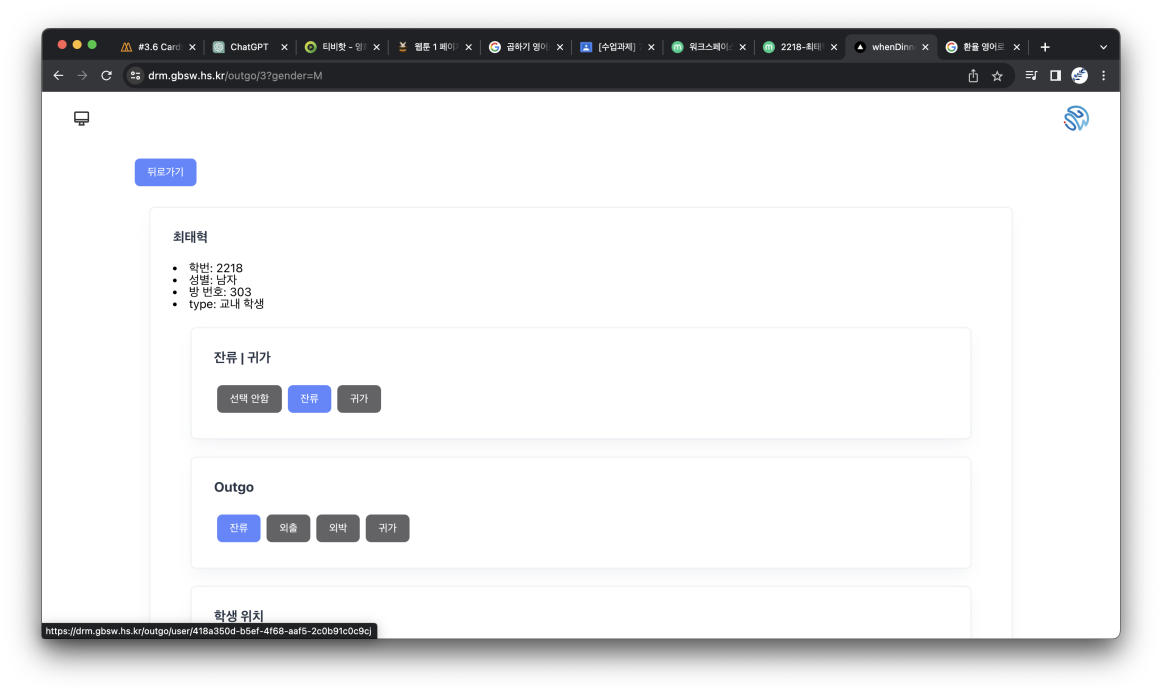 #3.6 Card
ChatGPT
티비핫 - 영
웹툰 1 페이지
곱하기 영어
[수업과제]
워크스페이스
2218-최태
whenDinn
환율 영어로
drm.gbsw.hs.kr/outgo/3?gender=M
뒤로가기
최태혁
• 학번: 2218
• 성별: 남자
• 방 번호: 303
• type: 교내 학생
잔류 | 귀가
선택 안함 잔류 귀가
Outgo
잔류 외출 외박 귀가
학생 위치
https://drm.gbsw.hs.kr/outgo/user/418a350d-b5ef-4f68-aaf5-2c0b91c0c9cj